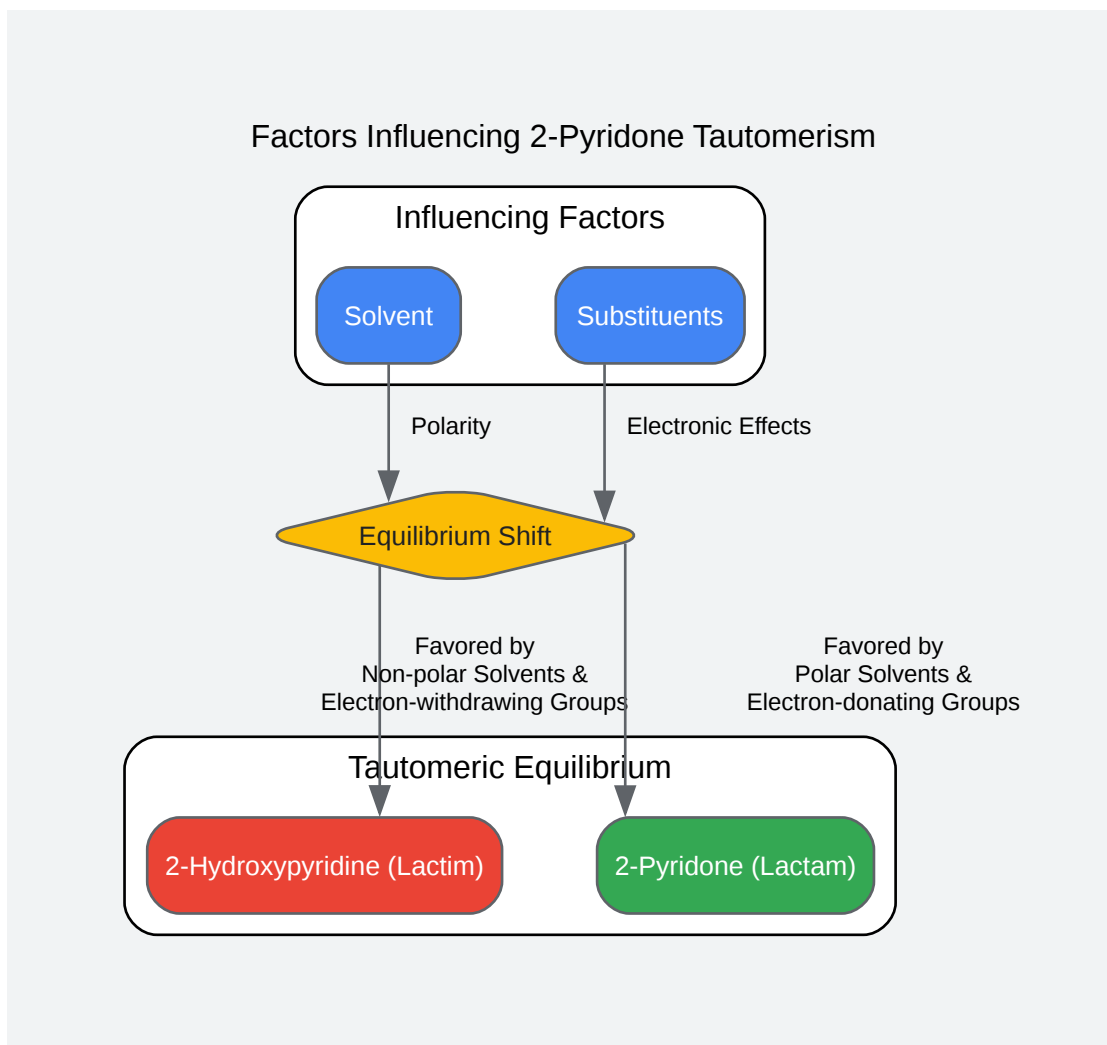 Factors Influencing 2-Pyridone Tautomerism
Influencing Factors
Solvent
Substituents
Polarity
Electronic Effects
Equilibrium Shift
Favored by
Non-polar Solvents &
Electron-withdrawing Groups
Favored by
Polar Solvents &
Electron-donating Groups
Tautomeric Equilibrium
2-Hydroxypyridine (Lactim)
2-Pyridone (Lactam)